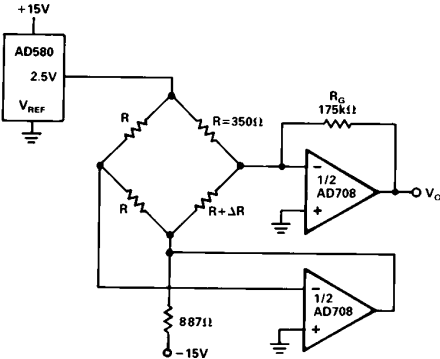 +15V
AD580
2.5V
VREF
R
R=350Ω
RG
175kΩ
−
1/2
AD708
+
VO
R
R+ΔR
−
1/2
AD708
+
887Ω
−15V